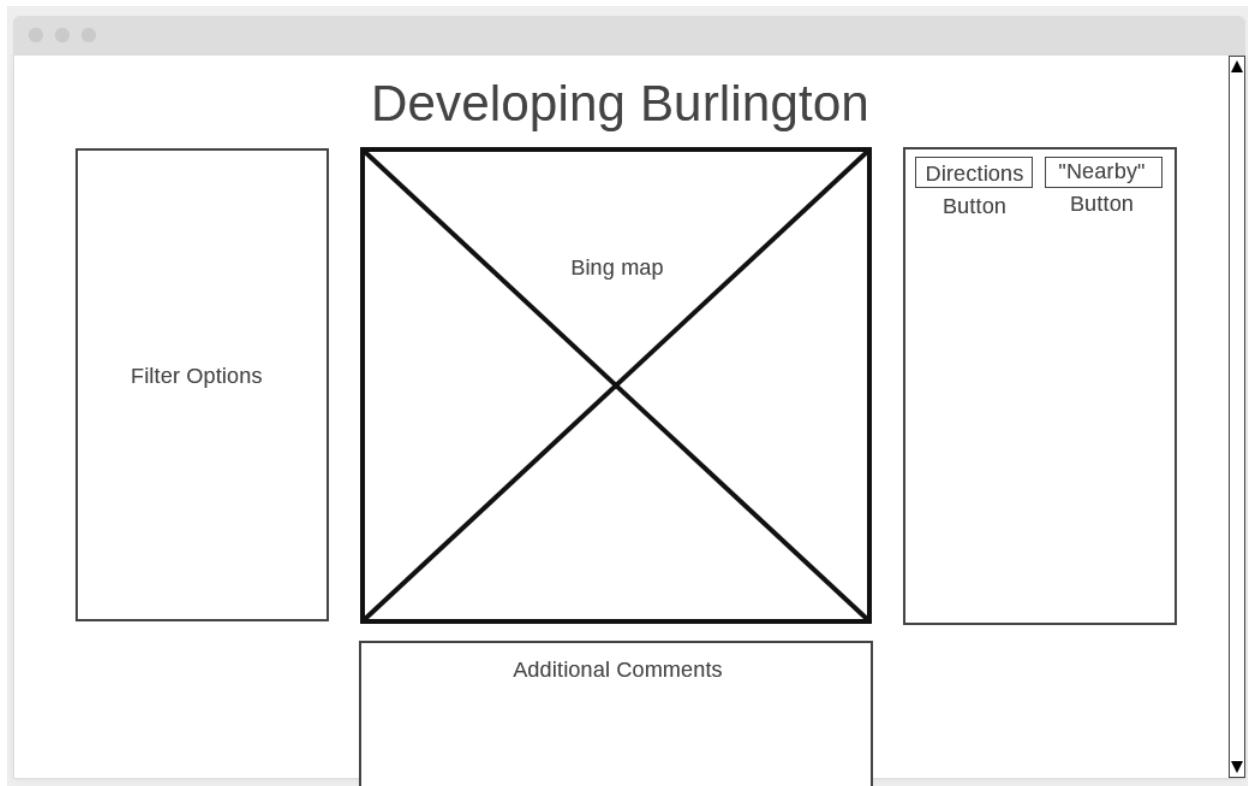 Developing Burlington
Filter Options
Bing map
Directions
Button
"Nearby"
Button
Additional Comments